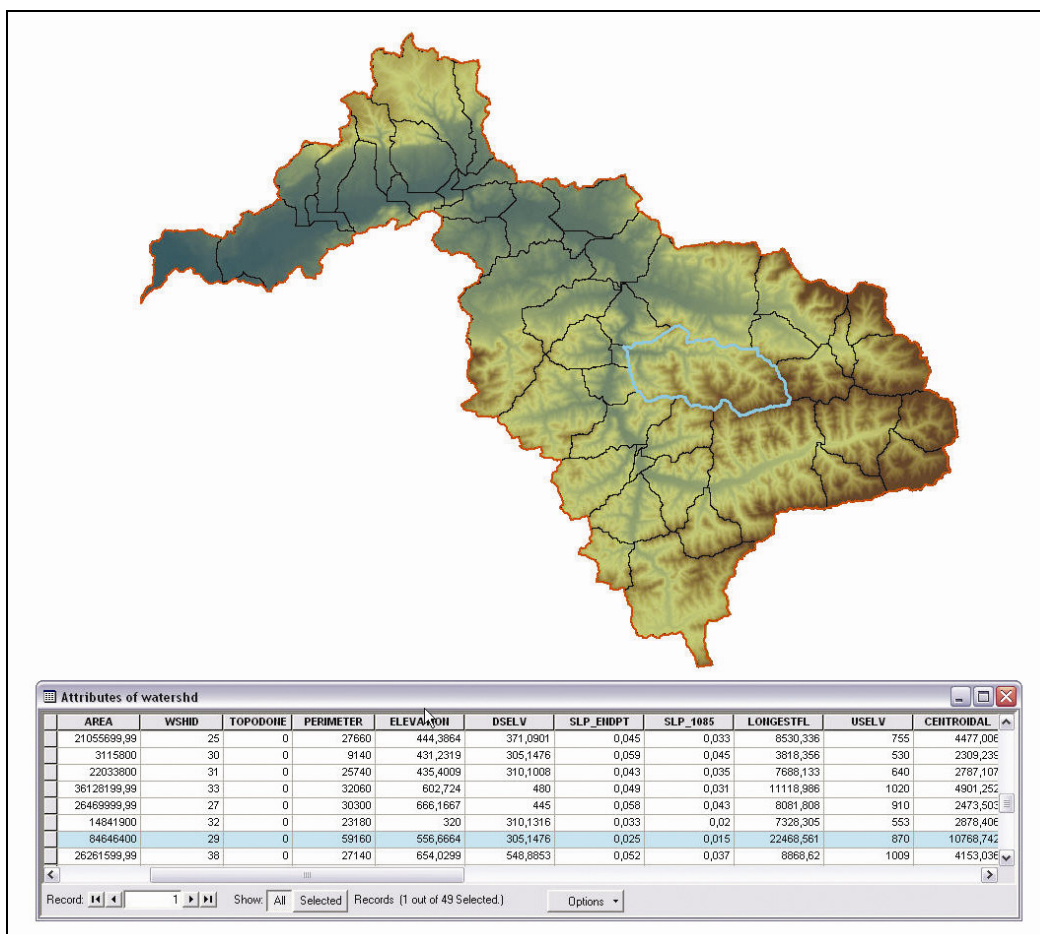 Attributes of watershd
AREA WSHID TOPODONE PERIMETER ELEVATION DSELV SLP_ENDPT SLP_1085 LONGESTFL USELV CENTROIDAL
21055699,99 25 0 27660 444,3864 371,0901 0,045 0,033 8530,336 755 4477,006
3115800 30 0 9140 431,2319 305,1476 0,059 0,045 3818,356 530 2309,239
22033800 31 0 25740 435,4009 310,1008 0,043 0,035 7688,133 640 2787,107
36128199,99 33 0 32060 602,724 480 0,049 0,031 11118,986 1020 4901,252
26469999,99 27 0 30300 666,1667 445 0,058 0,043 8081,808 910 2473,503
14841900 32 0 23180 320 310,1316 0,033 0,02 7328,305 553 2878,406
84646400 29 0 59160 556,6664 305,1476 0,025 0,015 22468,561 870 10768,742
26261599,99 38 0 27140 654,0299 548,8853 0,052 0,037 8868,62 1009 4153,036
Record: 1 Show: All Selected Records (1 out of 49 Selected.) Options